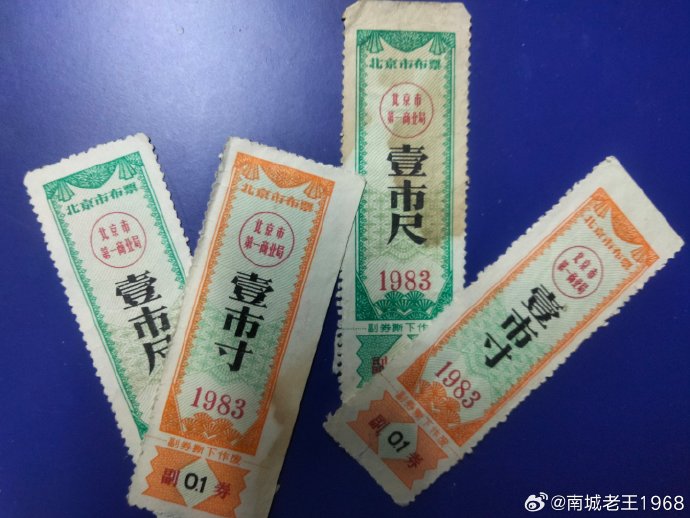 北京市布票
北京市
第一商业局
壹市尺
北京市布票
北京市
第一商业局
壹市寸
1983
副券撕下作废
副 0.1 券
北京市布票
北京市
第一商业局
壹市尺
1983
副券撕下作废
副
北京市布票
北京市
第一商业局
壹市寸
1983
副券撕下作废
副 0.1 券
@南城老王1968